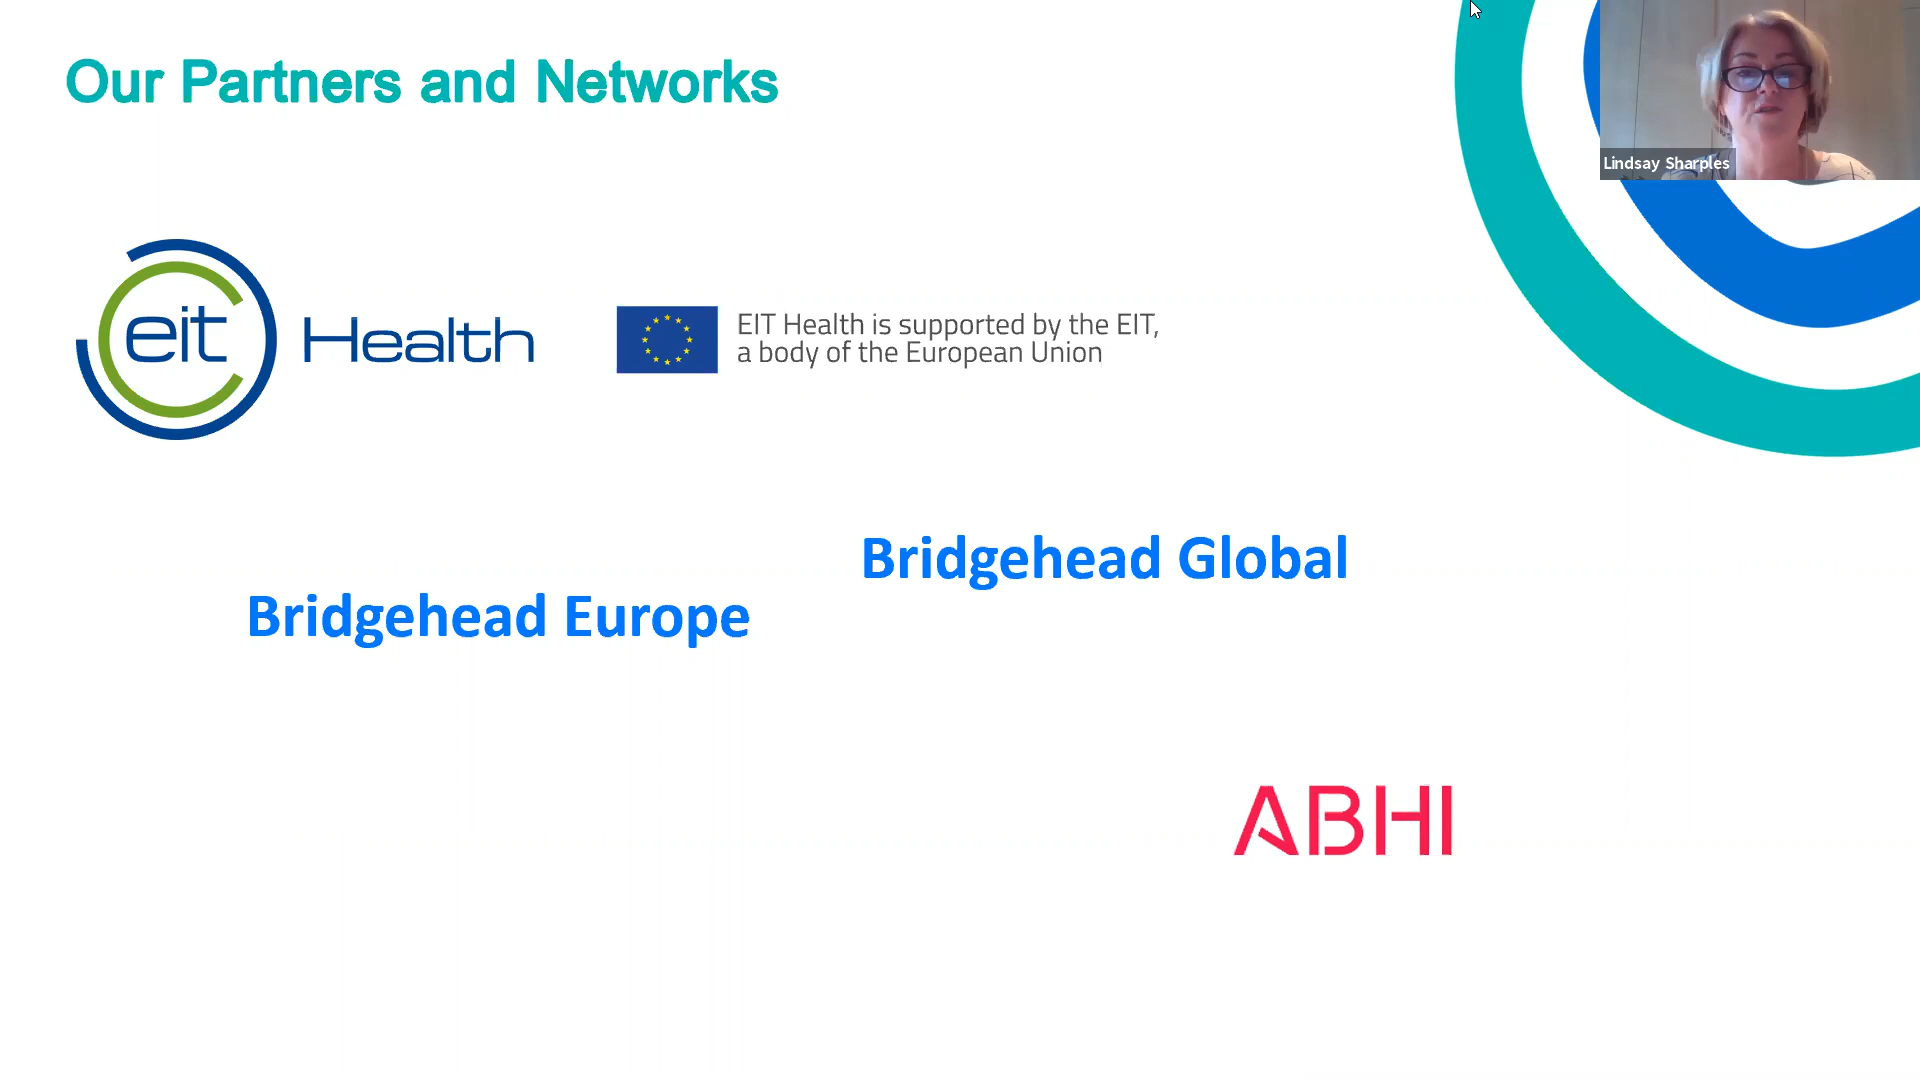 Our Partners and Networks
Lindsay Sharples
eit Health
EIT Health is supported by the EIT,
a body of the European Union
Bridgehead Global
Bridgehead Europe
ABHI